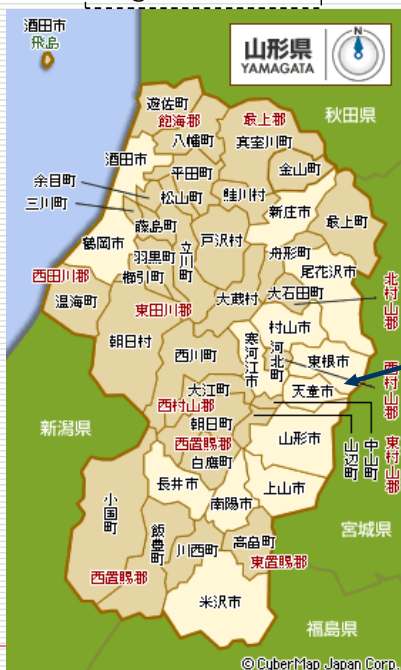 酒田市
飛島
山形県
YAMAGATA
N
秋田県
遊佐町
飽海郡
最上郡
八幡町
真室川町
酒田市
平田町
金山町
余目町
松山町
鮭川村
三川町
新庄市
最上町
藤島町
鶴岡市
戸沢村
舟形町
羽黒町
立川町
尾花沢市
西田川郡
櫛引町
温海町
東田川郡
大蔵村
大石田町
北村山郡
朝日村
村山市
西川町
寒河江市
河北町
東根市
西村山郡
大江町
天童市
西村山郡
朝日町
新潟県
西置賜郡
山形市
山辺町
中山町
東村山郡
白鷹町
長井市
上山市
小国町
南陽市
飯豊町
川西町
高畠町
宮城県
西置賜郡
東置賜郡
米沢市
福島県
© CyberMap Japan Corp.